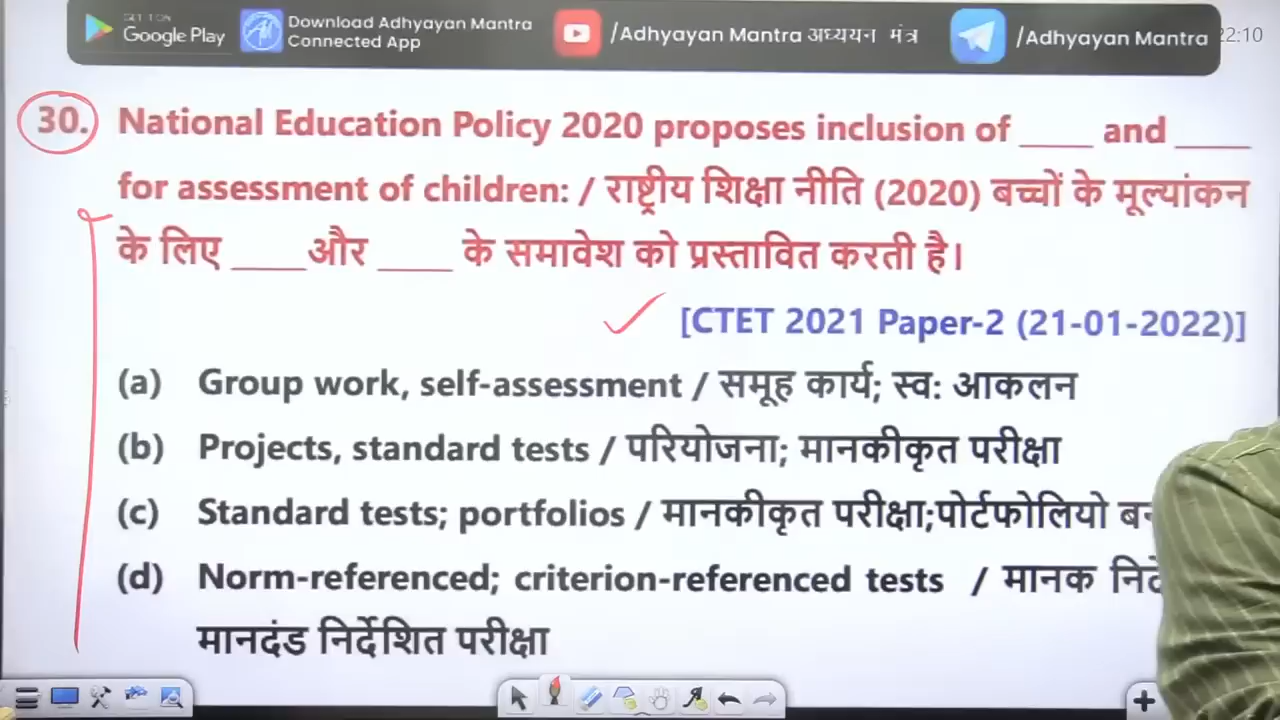 GET IT ON
Google Play
Download Adhyayan Mantra
Connected App
/Adhyayan Mantra अध्ययन मंत्र
/Adhyayan Mantra
22:10
30. National Education Policy 2020 proposes inclusion of ____ and ____
for assessment of children: / राष्ट्रीय शिक्षा नीति (2020) बच्चों के मूल्यांकन
के लिए ____ और ____ के समावेश को प्रस्तावित करती है।
[CTET 2021 Paper-2 (21-01-2022)]
(a) Group work, self-assessment / समूह कार्य; स्व: आकलन
(b) Projects, standard tests / परियोजना; मानकीकृत परीक्षा
(c) Standard tests; portfolios / मानकीकृत परीक्षा;पोर्टफोलियो
(d) Norm-referenced; criterion-referenced tests / मानक
मानदंड निर्देशित परीक्षा